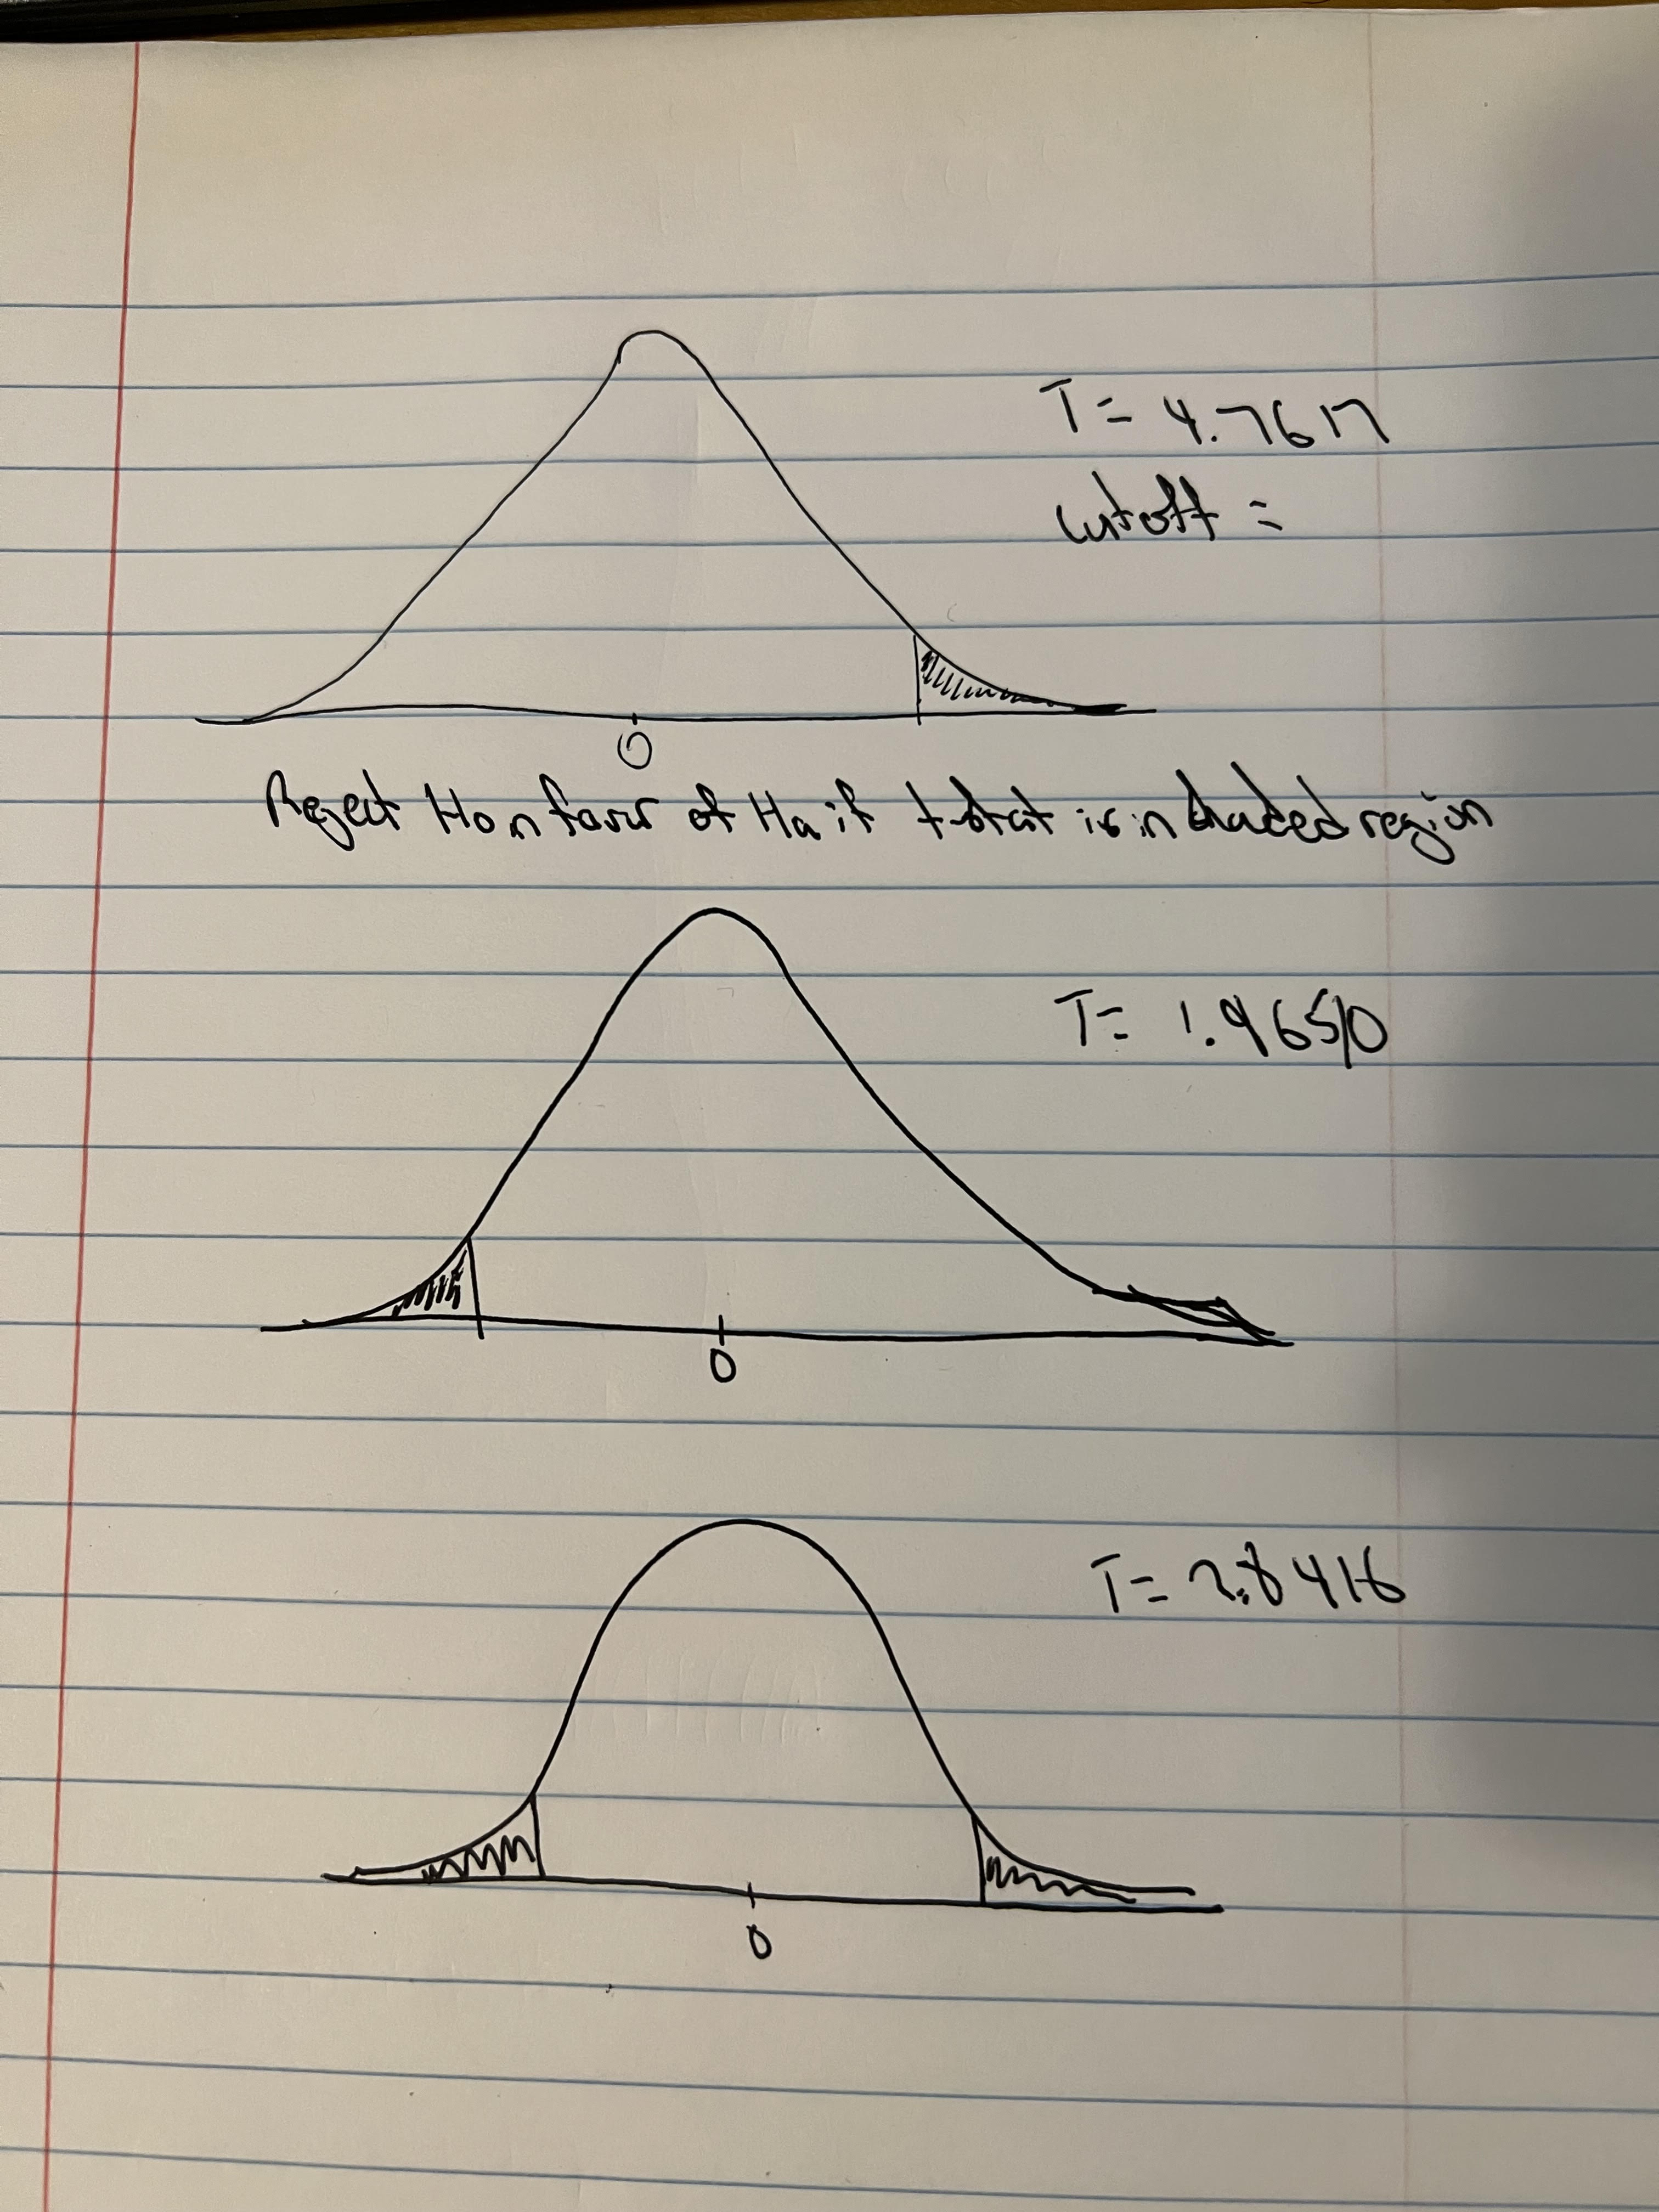 T = 4.7617
cutoff =
0
Reject Ho in favor of Ha if t-stat is in shaded region
T = 1.96510
0
T = 2.8416
0